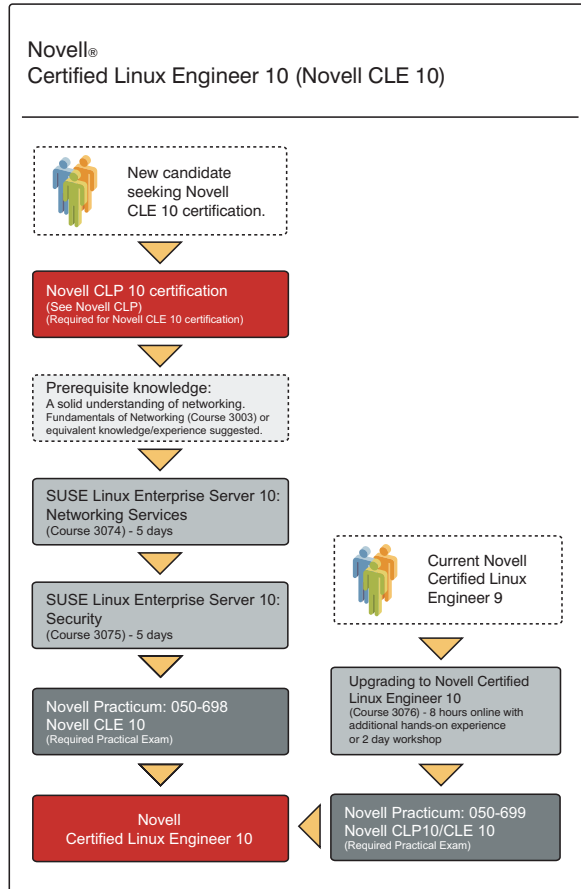 Novell®
Certified Linux Engineer 10 (Novell CLE 10)
New candidate
seeking Novell
CLE 10 certification.
Novell CLP 10 certification
(See Novell CLP)
(Required for Novell CLE 10 certification)
Prerequisite knowledge:
A solid understanding of networking.
Fundamentals of Networking (Course 3003) or
equivalent knowledge/experience suggested.
SUSE Linux Enterprise Server 10:
Networking Services
(Course 3074) - 5 days
SUSE Linux Enterprise Server 10:
Security
(Course 3075) - 5 days
Novell Practicum: 050-698
Novell CLE 10
(Required Practical Exam)
Novell
Certified Linux Engineer 10
Current Novell
Certified Linux
Engineer 9
Upgrading to Novell Certified
Linux Engineer 10
(Course 3076) - 8 hours online with
additional hands-on experience
or 2 day workshop
Novell Practicum: 050-699
Novell CLP10/CLE 10
(Required Practical Exam)